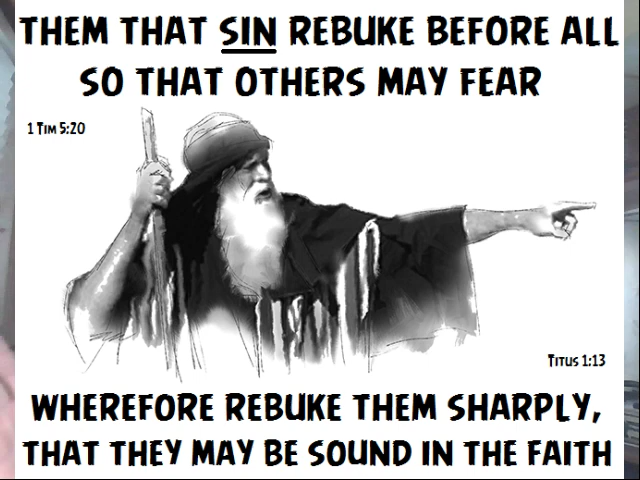 THEM THAT SIN REBUKE BEFORE ALL
SO THAT OTHERS MAY FEAR
1 TIM 5:20
TITUS 1:13
WHEREFORE REBUKE THEM SHARPLY,
THAT THEY MAY BE SOUND IN THE FAITH